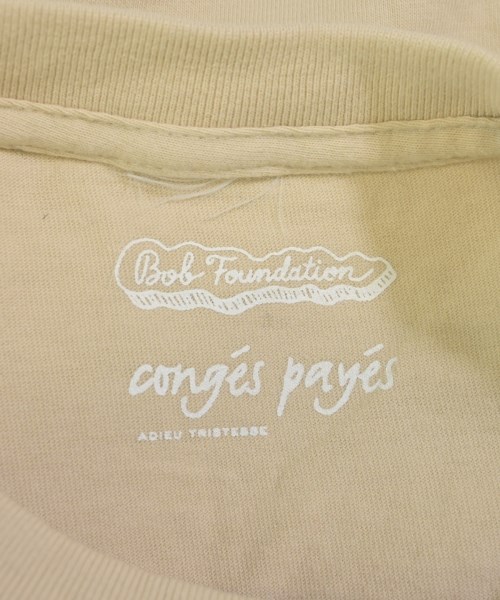 Bob Foundation
congés payés
ADIEU TRISTESSE